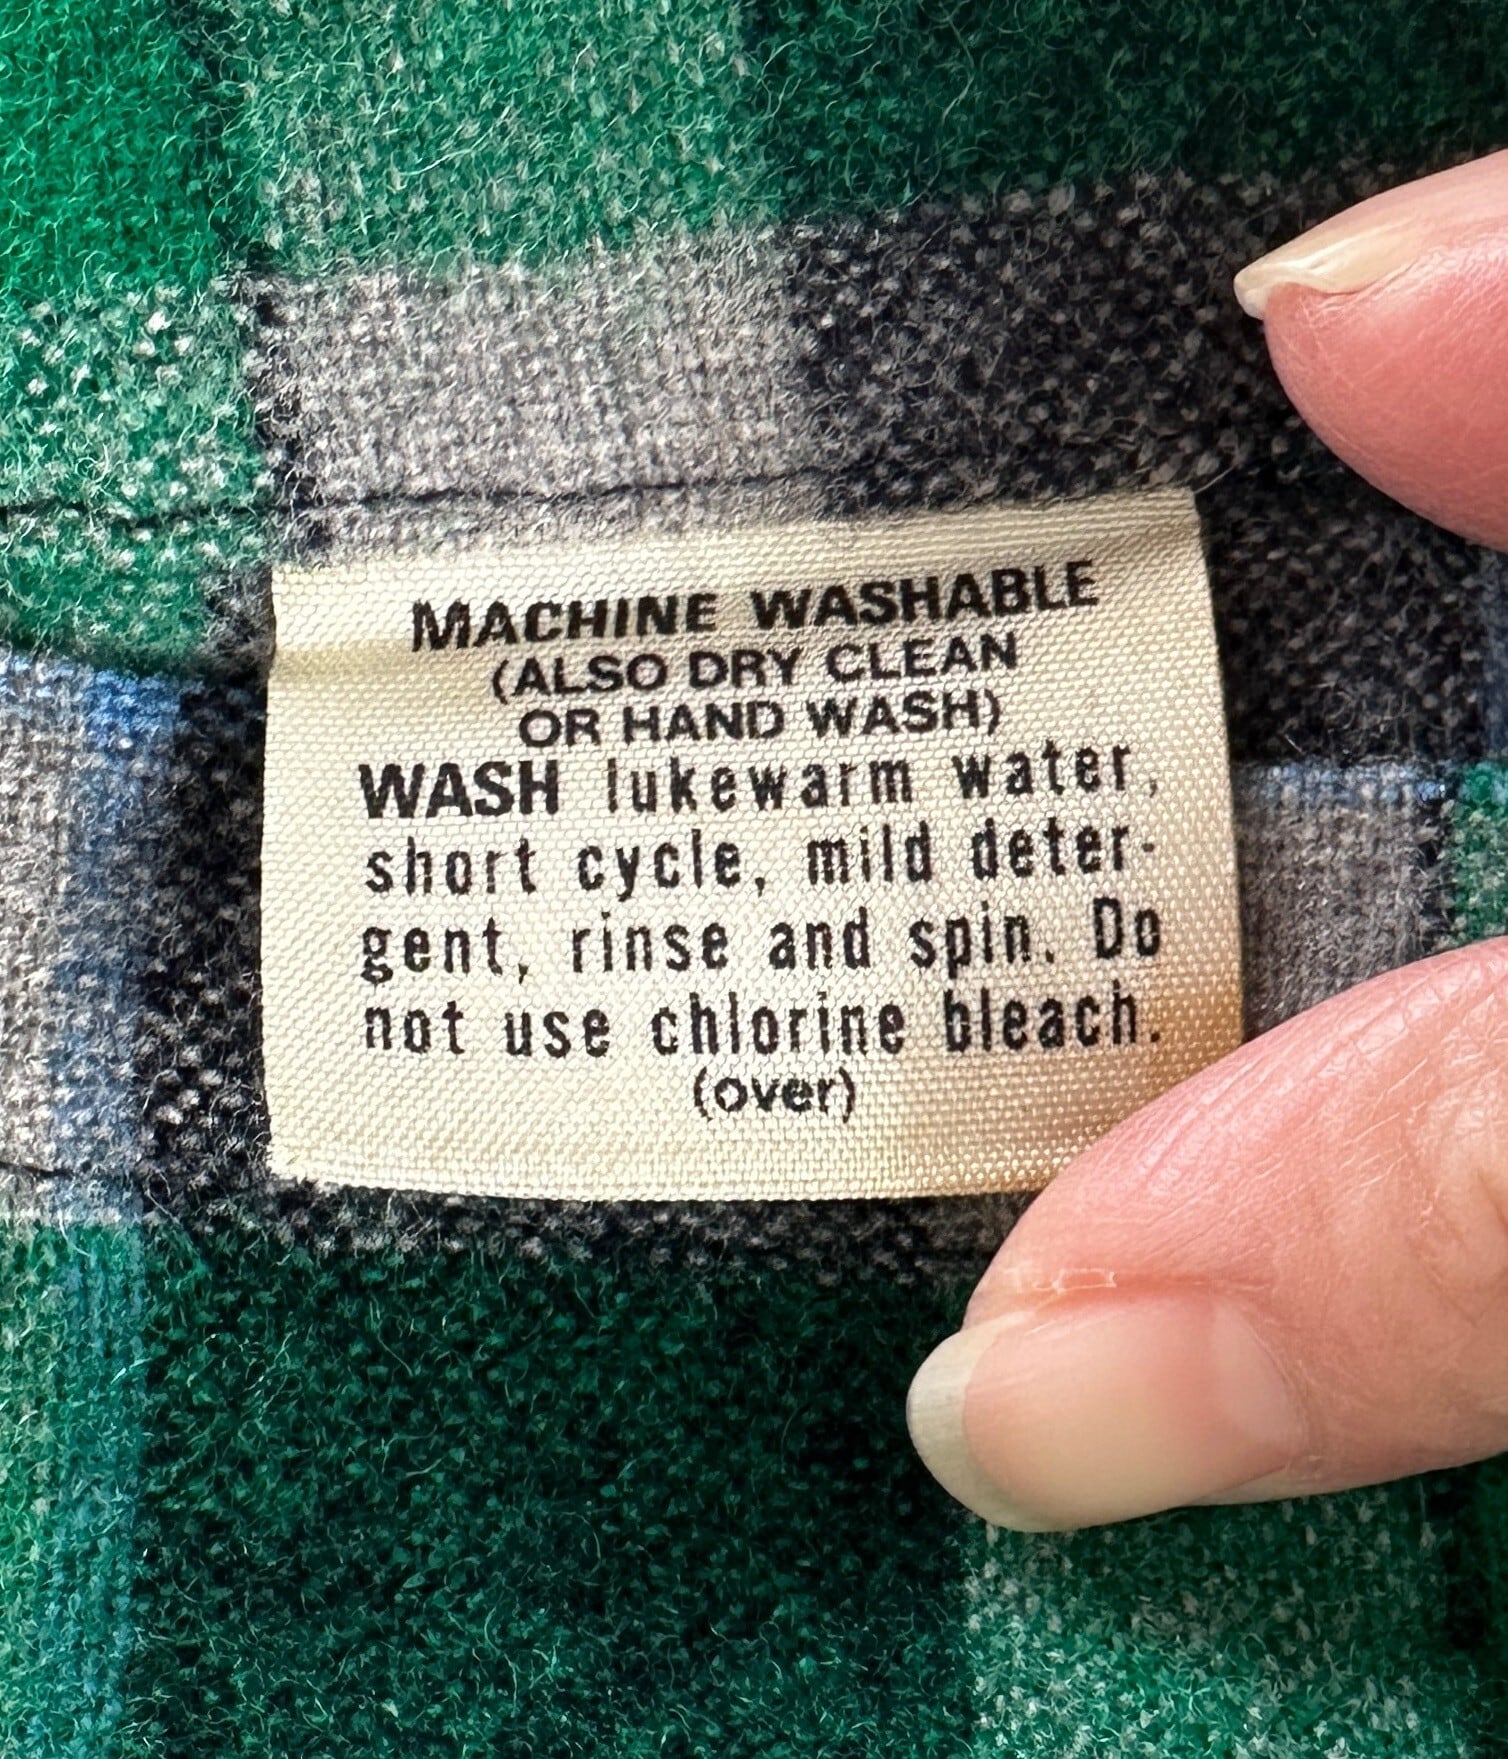 MACHINE WASHABLE
(ALSO DRY CLEAN
OR HAND WASH)
WASH lukewarm water,
short cycle, mild deter-
gent, rinse and spin. Do
not use chlorine bleach.
(over)